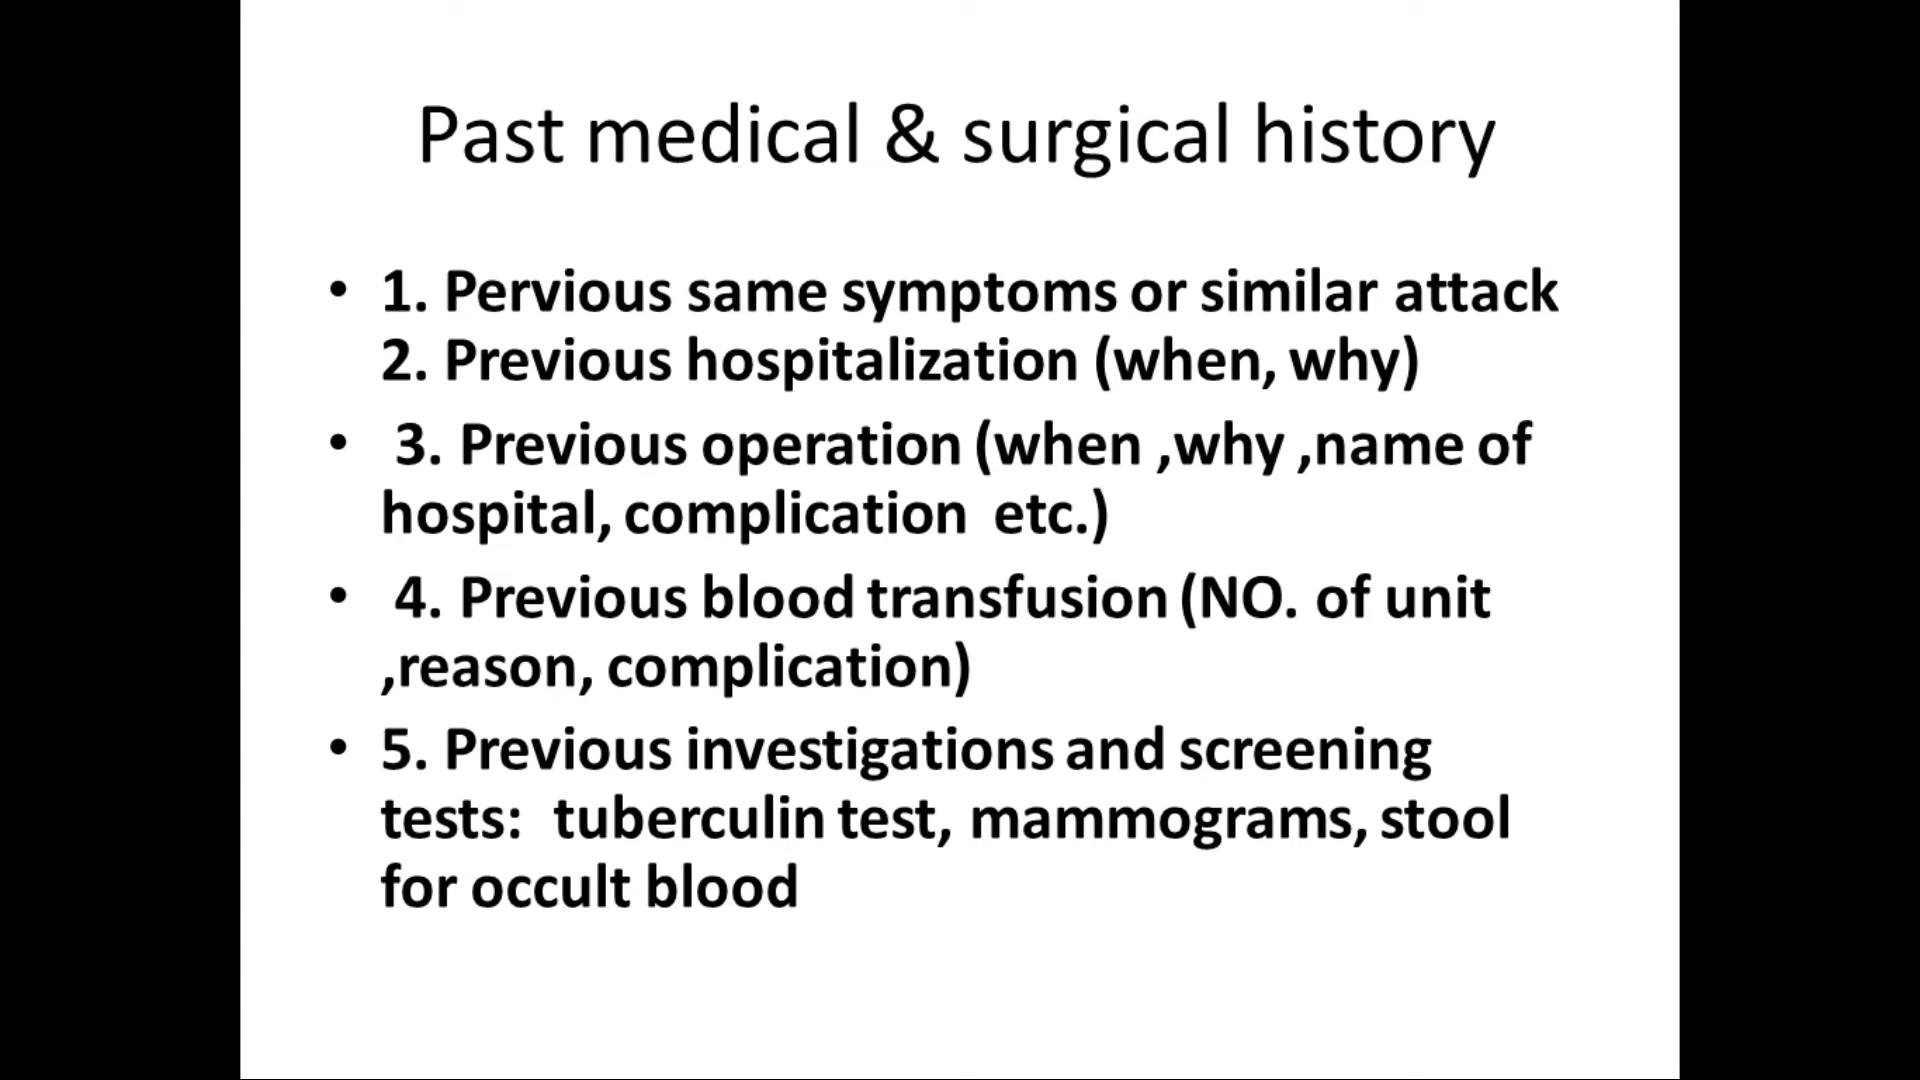 Past medical & surgical history
• 1. Pervious same symptoms or similar attack
2. Previous hospitalization (when, why)
• 3. Previous operation (when ,why ,name of
hospital, complication  etc.)
• 4. Previous blood transfusion (NO. of unit
,reason, complication)
• 5. Previous investigations and screening
tests:  tuberculin test, mammograms, stool
for occult blood